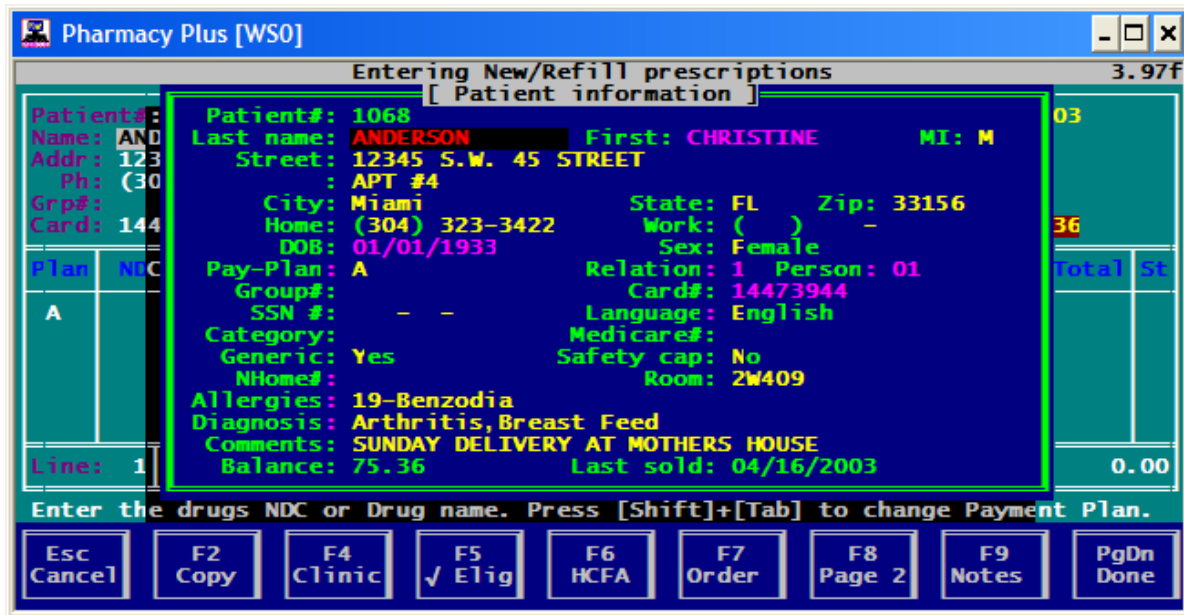 Pharmacy Plus [WS0]
Entering New/Refill prescriptions 3.97f
[ Patient information ]
Patient#: Patient#: 1068 03
Name: AND Last name: ANDERSON First: CHRISTINE MI: M
Addr: 123 Street: 12345 S.W. 45 STREET
Ph: (30 : APT #4
Grp#: City: Miami State: FL Zip: 33156
Card: 144 Home: (304) 323-3422 Work: ( ) - 36
DOB: 01/01/1933 Sex: Female
Plan NDC Pay-Plan: A Relation: 1 Person: 01 Total St
Group#: Card#: 14473944
A SSN #: - - Language: English
Category: Medicare#:
Generic: Yes Safety cap: No
NHome#: Room: 2W409
Allergies: 19-Benzodia
Diagnosis: Arthritis,Breast Feed
Comments: SUNDAY DELIVERY AT MOTHERS HOUSE
Line: 1 Balance: 75.36 Last sold: 04/16/2003 0.00
Enter the drugs NDC or Drug name. Press [Shift]+[Tab] to change Payment Plan.
Esc F2 F4 F5 F6 F7 F8 F9 PgDn
Cancel Copy Clinic √ Elig HCFA Order Page 2 Notes Done